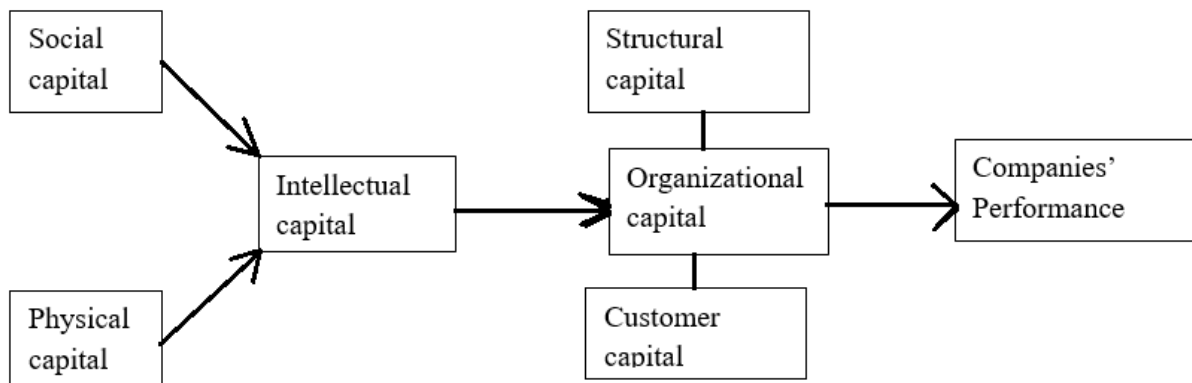 Social
capital
Structural
capital
Intellectual
capital
Organizational
capital
Companies’
Performance
Physical
capital
Customer
capital